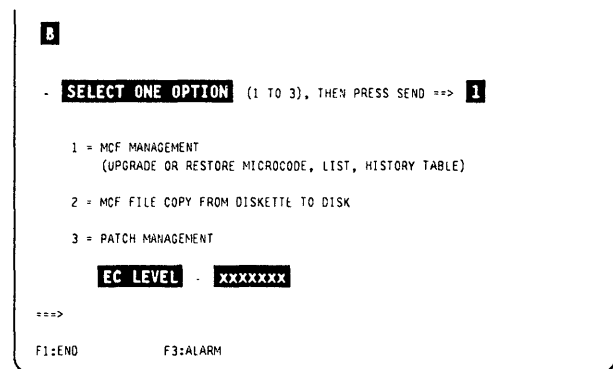 B
- SELECT ONE OPTION (1 TO 3), THEN PRESS SEND ==> 1
1 = MCF MANAGEMENT
(UPGRADE OR RESTORE MICROCODE, LIST, HISTORY TABLE)
2 = MCF FILE COPY FROM DISKETTE TO DISK
3 = PATCH MANAGEMENT
EC LEVEL - xxxxxxx
===>
F1:END F3:ALARM